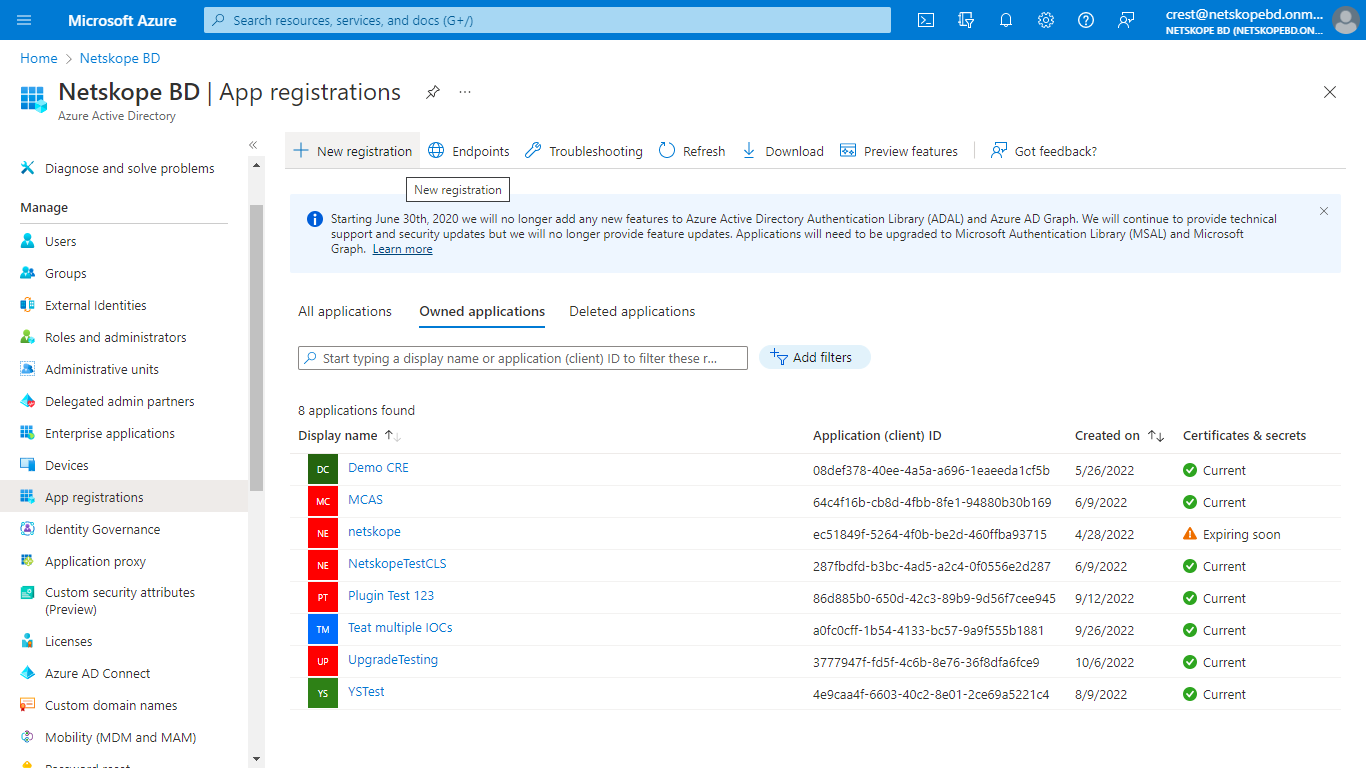 Microsoft Azure
Search resources, services, and docs (G+/)
crest@netskopebd.onm...
NETSKOPE BD (NETSKOPEBD.ON...
Home > Netskope BD
Netskope BD | App registrations
Azure Active Directory
Diagnose and solve problems
Manage
Users
Groups
External Identities
Roles and administrators
Administrative units
Delegated admin partners
Enterprise applications
Devices
App registrations
Identity Governance
Application proxy
Custom security attributes
(Preview)
Licenses
Azure AD Connect
Custom domain names
Mobility (MDM and MAM)
Password reset
New registration Endpoints Troubleshooting Refresh Download Preview features Got feedback?
New registration
Starting June 30th, 2020 we will no longer add any new features to Azure Active Directory Authentication Library (ADAL) and Azure AD Graph. We will continue to provide technical
support and security updates but we will no longer provide feature updates. Applications will need to be upgraded to Microsoft Authentication Library (MSAL) and Microsoft
Graph. Learn more
All applications Owned applications Deleted applications
Start typing a display name or application (client) ID to filter these r...
Add filters
8 applications found
Display name Application (client) ID Created on Certificates & secrets
DC Demo CRE 08def378-40ee-4a5a-a696-1eaeeda1cf5b 5/26/2022 Current
MC MCAS 64c4f16b-cb8d-4fbb-8fe1-94880b30b169 6/9/2022 Current
NE netskope ec51849f-5264-4f0b-be2d-460ffba93715 4/28/2022 Expiring soon
NE NetskopeTestCLS 287fbdfd-b3bc-4ad5-a2c4-0f0556e2d287 6/9/2022 Current
PT Plugin Test 123 86d885b0-650d-42c3-89b9-9d56f7cee945 9/12/2022 Current
TM Teat multiple IOCs a0fc0cff-1b54-4133-bc57-9a9f555b1881 9/26/2022 Current
UP UpgradeTesting 3777947f-fd5f-4c6b-8e76-36f8dfa6fce9 10/6/2022 Current
YS YSTest 4e9caa4f-6603-40c2-8e01-2ce69a5221c4 8/9/2022 Current